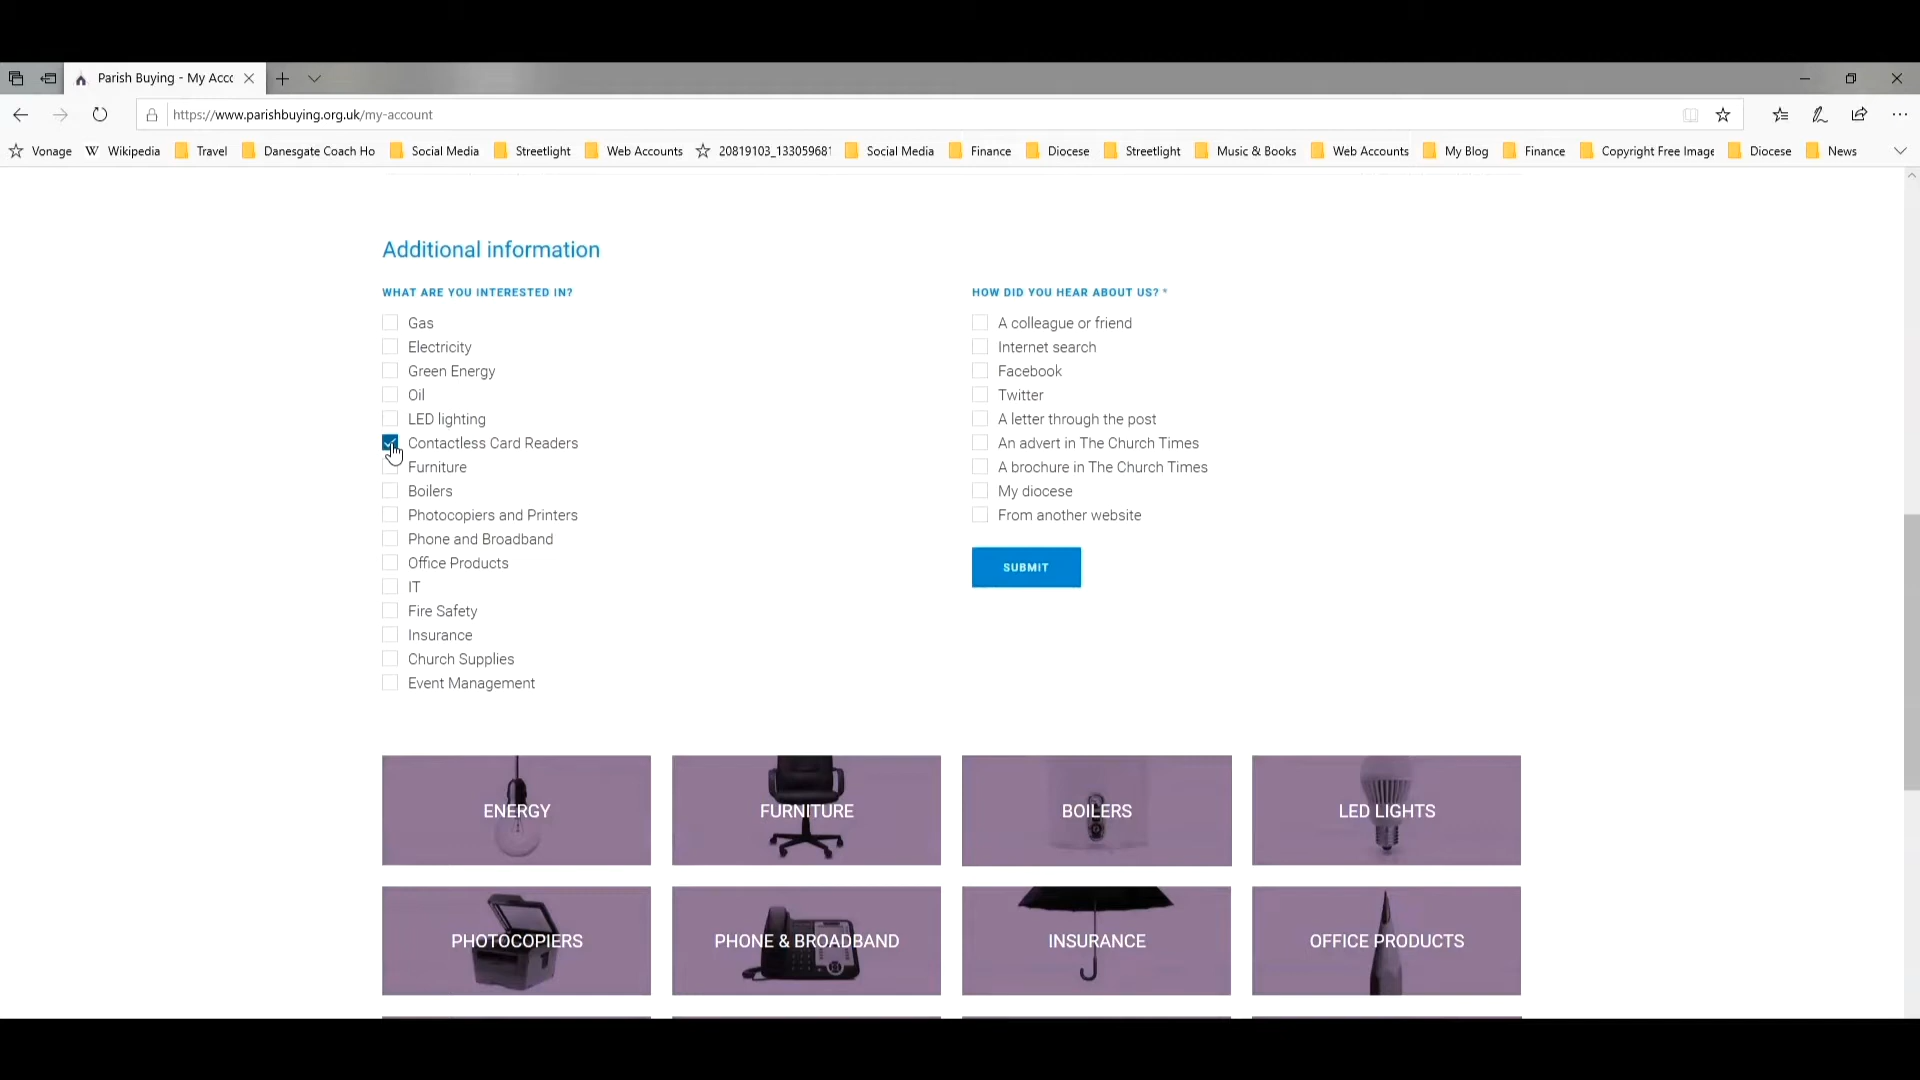 Parish Buying - My Acc
https://www.parishbuying.org.uk/my-account
Vonage Wikipedia Travel Danesgate Coach Ho Social Media Streetlight Web Accounts 20819103_133059681 Social Media Finance Diocese Streetlight Music & Books Web Accounts My Blog Finance Copyright Free Image Diocese News
Additional information
WHAT ARE YOU INTERESTED IN?
Gas
Electricity
Green Energy
Oil
LED lighting
Contactless Card Readers
Furniture
Boilers
Photocopiers and Printers
Phone and Broadband
Office Products
IT
Fire Safety
Insurance
Church Supplies
Event Management
HOW DID YOU HEAR ABOUT US? *
A colleague or friend
Internet search
Facebook
Twitter
A letter through the post
An advert in The Church Times
A brochure in The Church Times
My diocese
From another website
SUBMIT
ENERGY
FURNITURE
BOILERS
LED LIGHTS
PHOTOCOPIERS
PHONE & BROADBAND
INSURANCE
OFFICE PRODUCTS